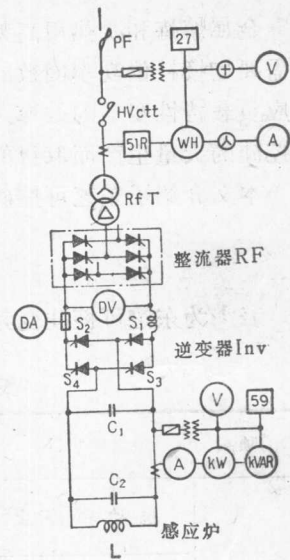 PF
27
V
HVctt
51R
WH
A
RfT
整流器RF
DA
DV
S₂
S₁
逆变器Inv
S₄
S₃
C₁
V
59
A
kW
kVAR
C₂
感应炉
L